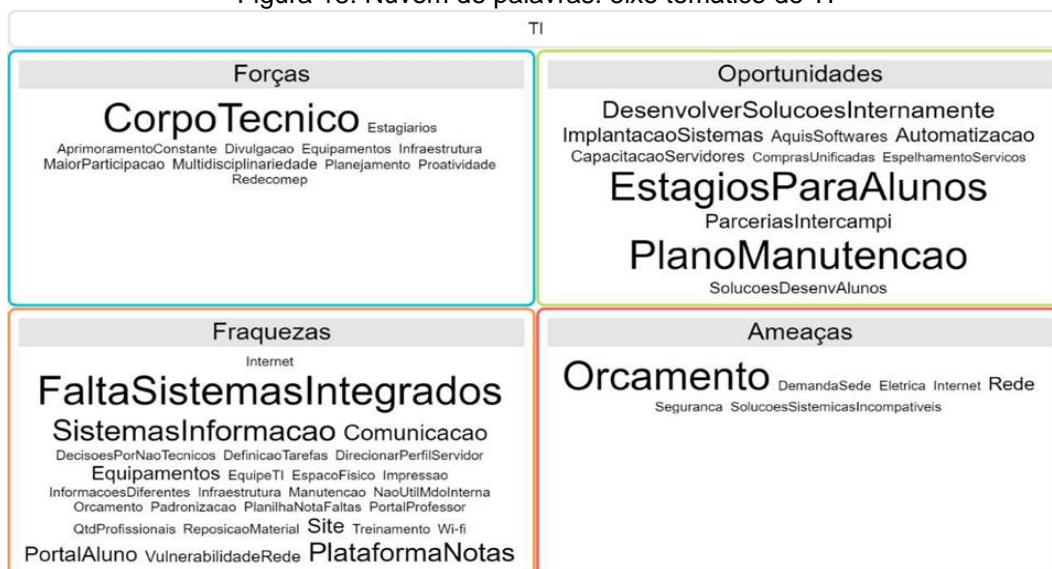 Figura 18: Nuvem de palavras: eixo temático de TI
TI
Forças
CorpoTecnico Estagiarios
AprimoramentoConstante Divulgacao Equipamentos Infraestrutura
MaiorParticipacao Multidisciplinariedade Planejamento Proatividade
Redecomep
Oportunidades
DesenvolverSolucoesInternamente
ImplantacaoSistemas AquisSoftwares Automatizacao
CapacitacaoServidores ComprasUnificadas EspelhamentoServicos
EstagiosParaAlunos
ParceriasIntercampi
PlanoManutencao
SolucoesDesenvAlunos
Fraquezas
Internet
FaltaSistemasIntegrados
SistemasInformacao Comunicacao
DecisoesPorNaoTecnicos DefinicaoTarefas DirecionarPerfilServidor
Equipamentos EquipeTI EspacoFisico Impressao
InformacoesDiferentes Infraestrutura Manutencao NaoUtilMdoInterna
Orcamento Padronizacao PlanilhaNotaFaltas PortalProfessor
QtdProfissionais ReposicaoMaterial Site Treinamento Wi-fi
PortalAluno VulnerabilidadeRede PlataformaNotas
Ameaças
Orcamento DemandaSede Eletrica Internet Rede
Seguranca SolucoesSistemicasIncompativeis